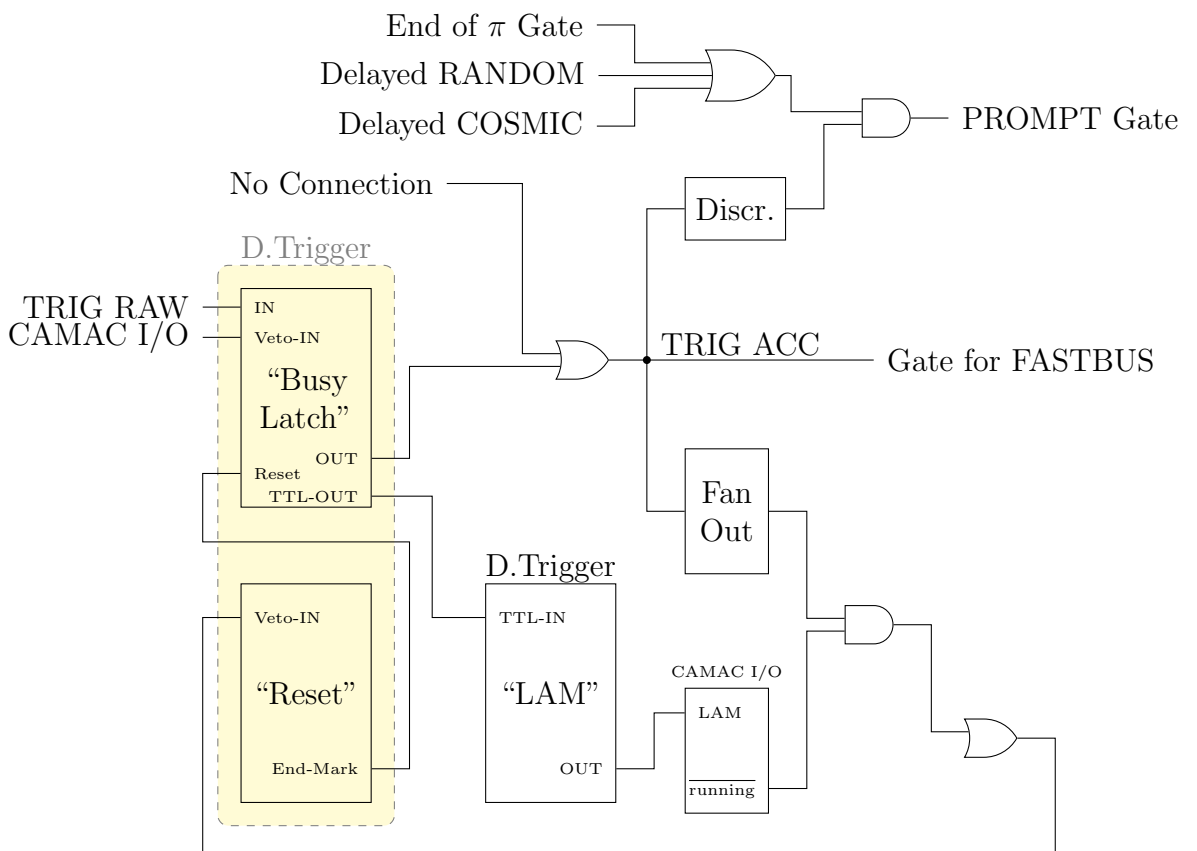 End of π Gate
Delayed RANDOM
Delayed COSMIC
PROMPT Gate
No Connection
Discr.
D.Trigger
TRIG RAW
CAMAC I/O
IN
Veto-IN
“Busy
Latch”
OUT
Reset
TTL-OUT
TRIG ACC
Gate for FASTBUS
Fan
Out
D.Trigger
Veto-IN
“Reset”
End-Mark
TTL-IN
“LAM”
OUT
CAMAC I/O
LAM
running